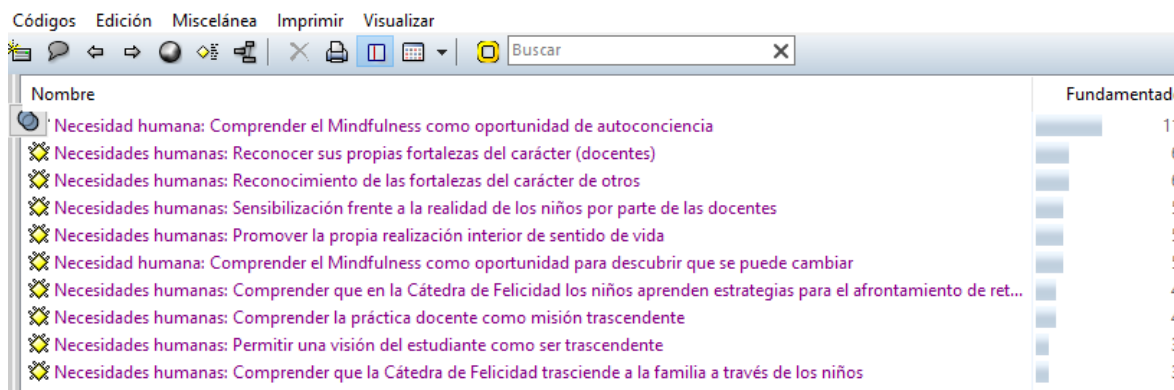 Códigos Edición Miscelánea Imprimir Visualizar
Buscar
Nombre Fundamentad
Necesidad humana: Comprender el Mindfulness como oportunidad de autoconciencia
Necesidades humanas: Reconocer sus propias fortalezas del carácter (docentes)
Necesidades humanas: Reconocimiento de las fortalezas del carácter de otros
Necesidades humanas: Sensibilización frente a la realidad de los niños por parte de las docentes
Necesidades humanas: Promover la propia realización interior de sentido de vida
Necesidad humana: Comprender el Mindfulness como oportunidad para descubrir que se puede cambiar
Necesidades humanas: Comprender que en la Cátedra de Felicidad los niños aprenden estrategias para el afrontamiento de ret...
Necesidades humanas: Comprender la práctica docente como misión trascendente
Necesidades humanas: Permitir una visión del estudiante como ser trascendente
Necesidades humanas: Comprender que la Cátedra de Felicidad trasciende a la familia a través de los niños